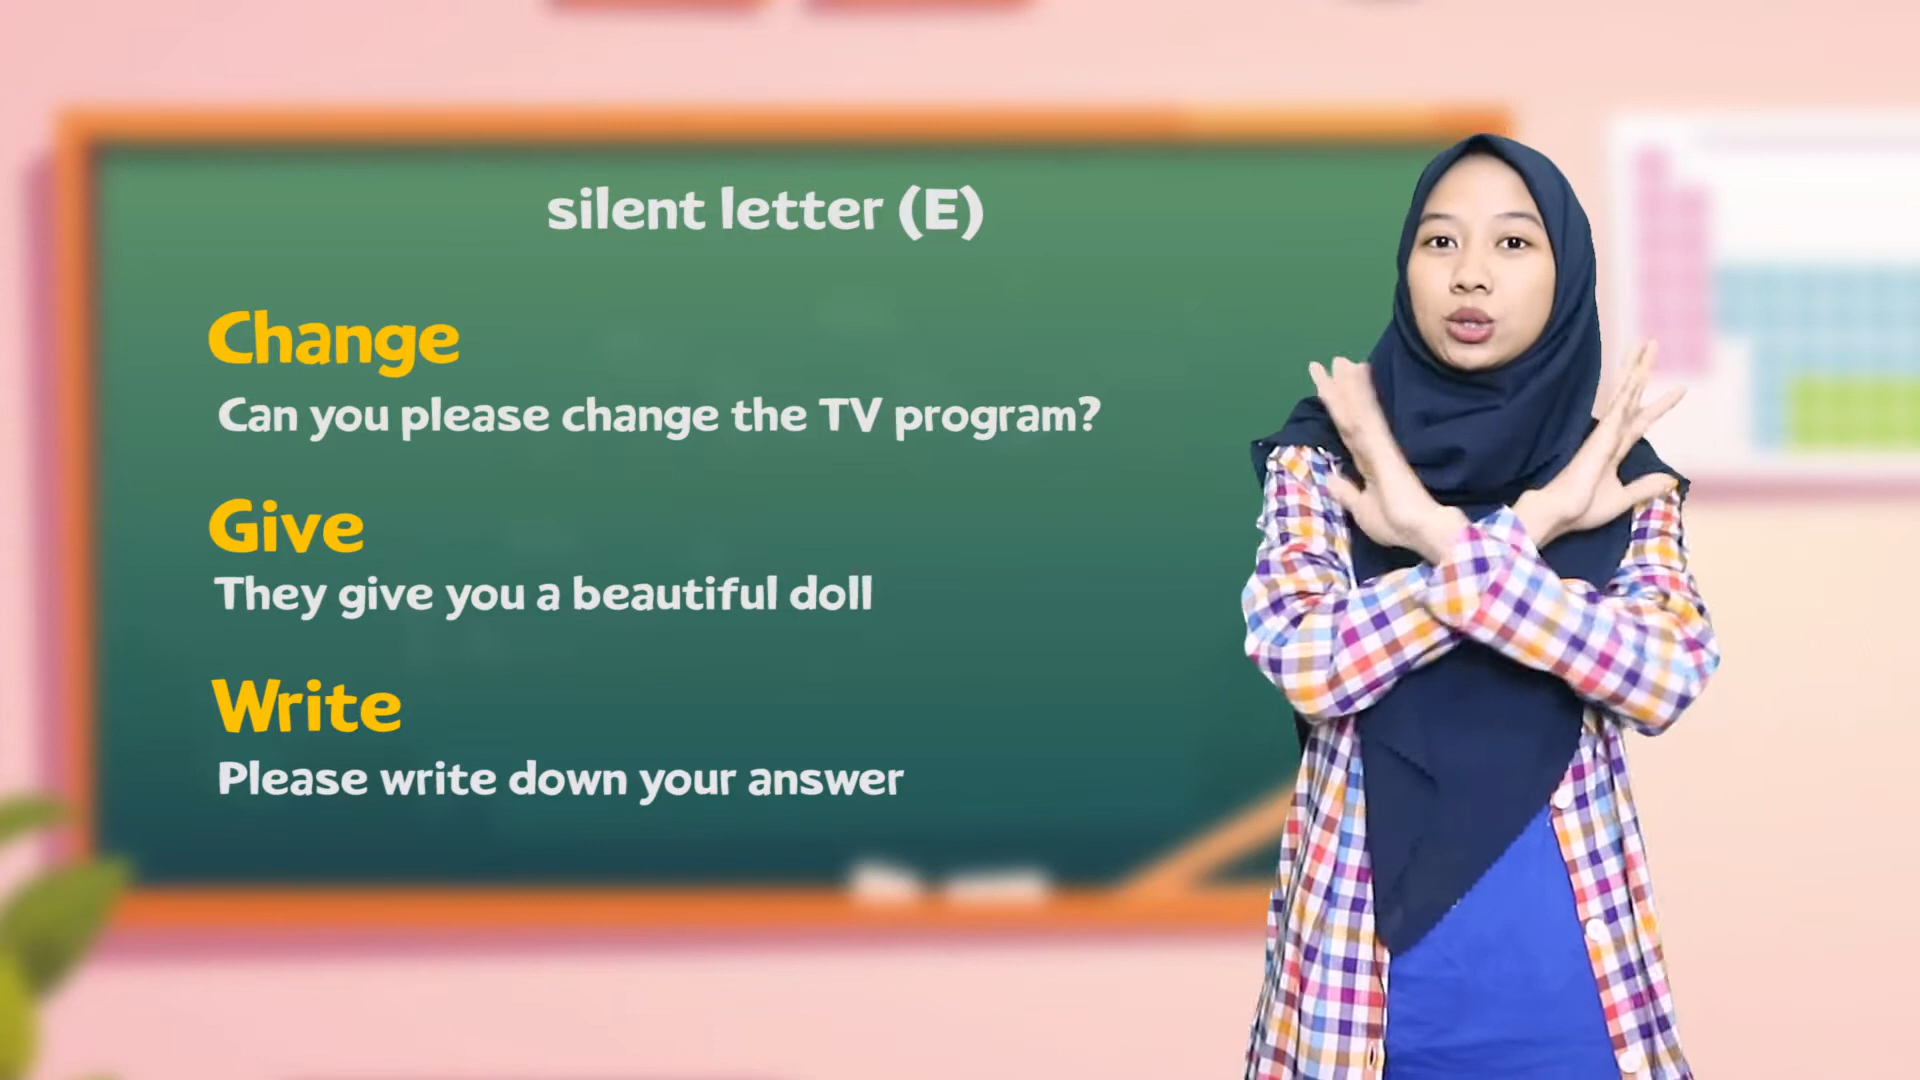 silent letter (E)
Change
Can you please change the TV program?
Give
They give you a beautiful doll
Write
Please write down your answer